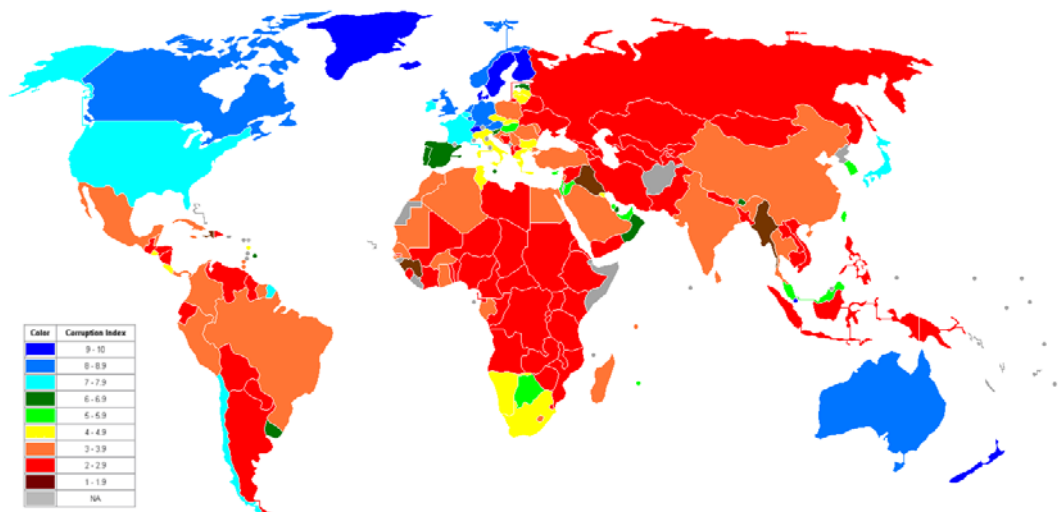 Color Corruption Index
9 - 10
8 - 8.9
7 - 7.9
6 - 6.9
5 - 5.9
4 - 4.9
3 - 3.9
2 - 2.9
1 - 1.9
NA